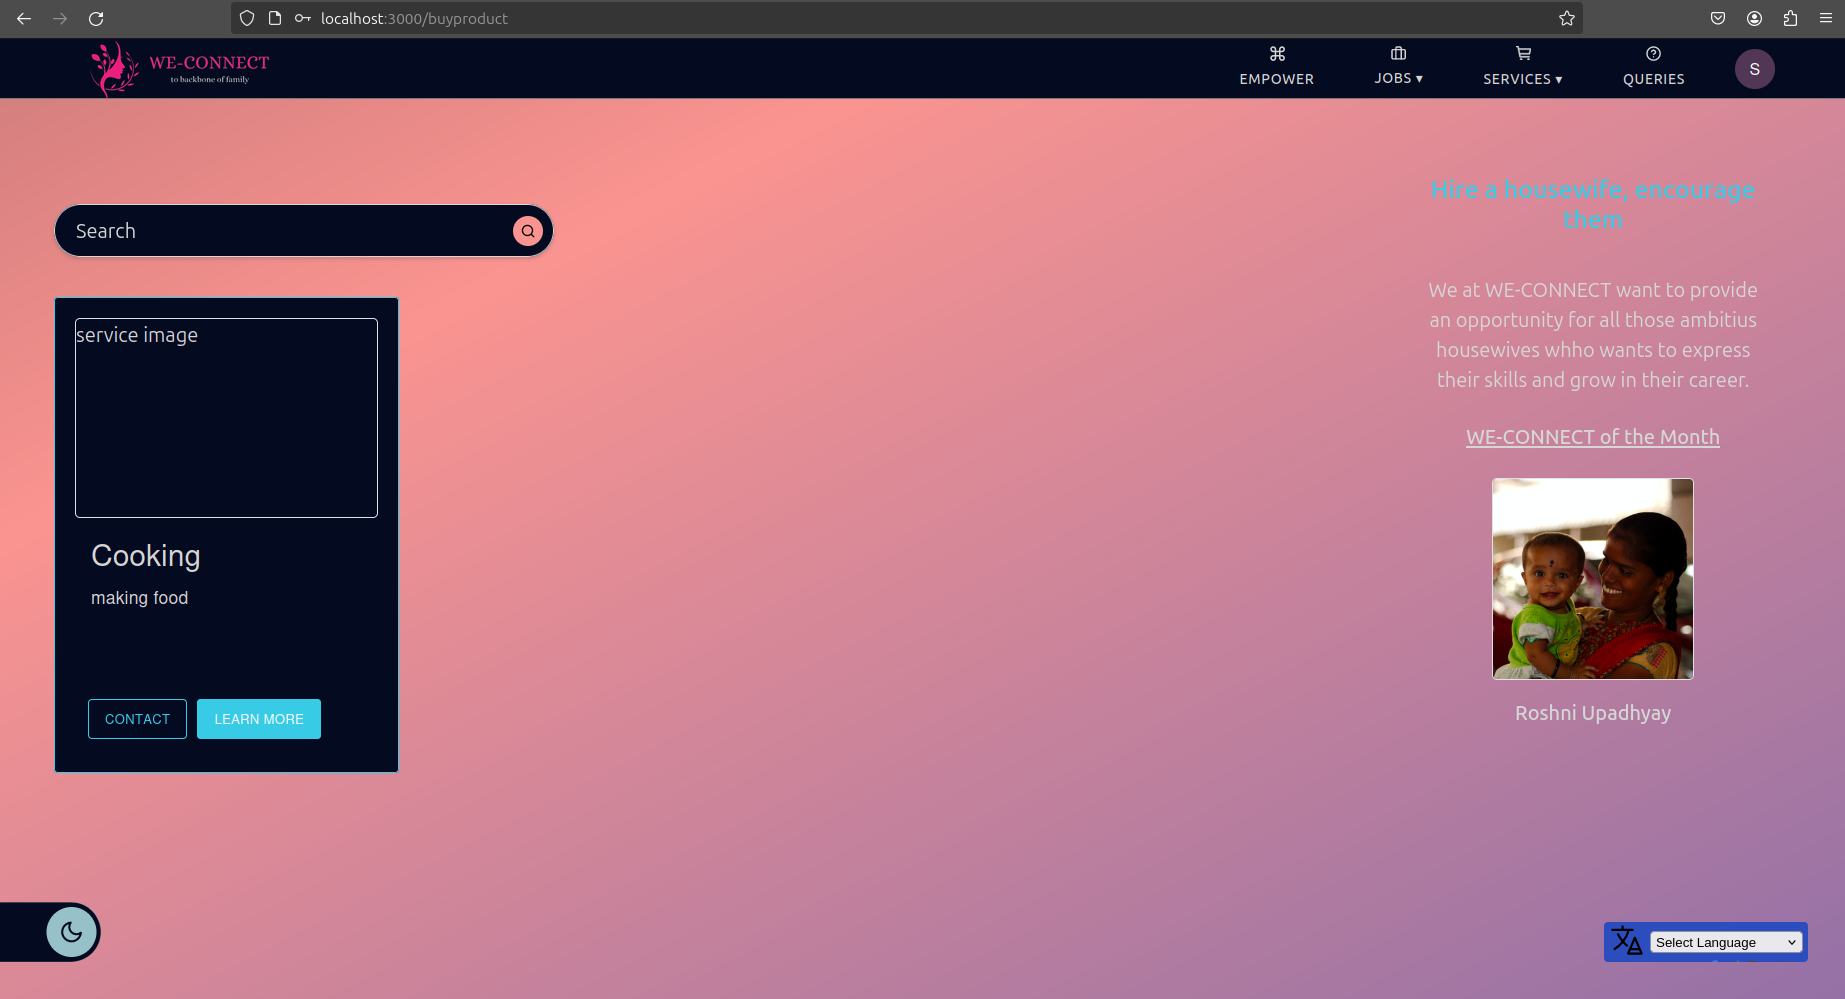 localhost:3000/buyproduct
WE-CONNECT
to backbone of family
EMPOWER
JOBS ▾
SERVICES ▾
QUERIES
S
Search
service image
Cooking
making food
CONTACT
LEARN MORE
Hire a housewife, encourage
them
We at WE-CONNECT want to provide
an opportunity for all those ambitius
housewives whho wants to express
their skills and grow in their career.
WE-CONNECT of the Month
Roshni Upadhyay
Select Language